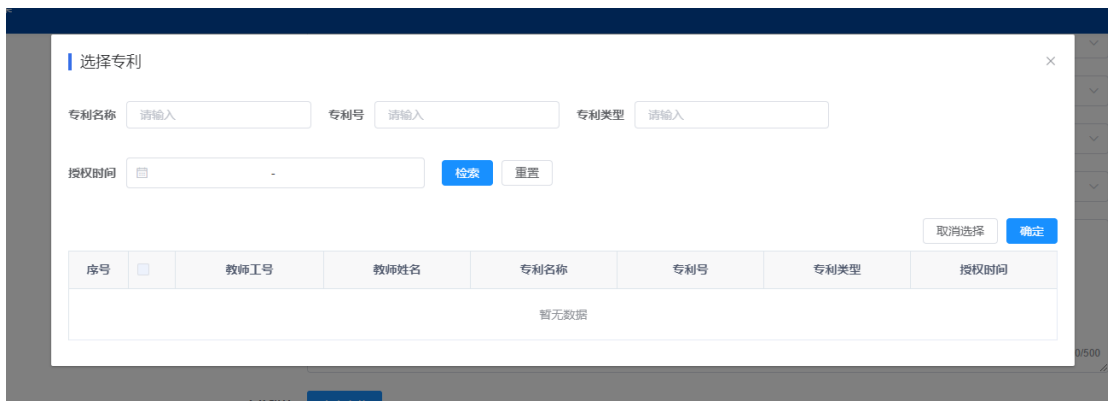 选择专利
专利名称 请输入 专利号 请输入 专利类型 请输入
授权时间 - 检索 重置
取消选择 确定
序号 教师工号 教师姓名 专利名称 专利号 专利类型 授权时间
暂无数据
0/500